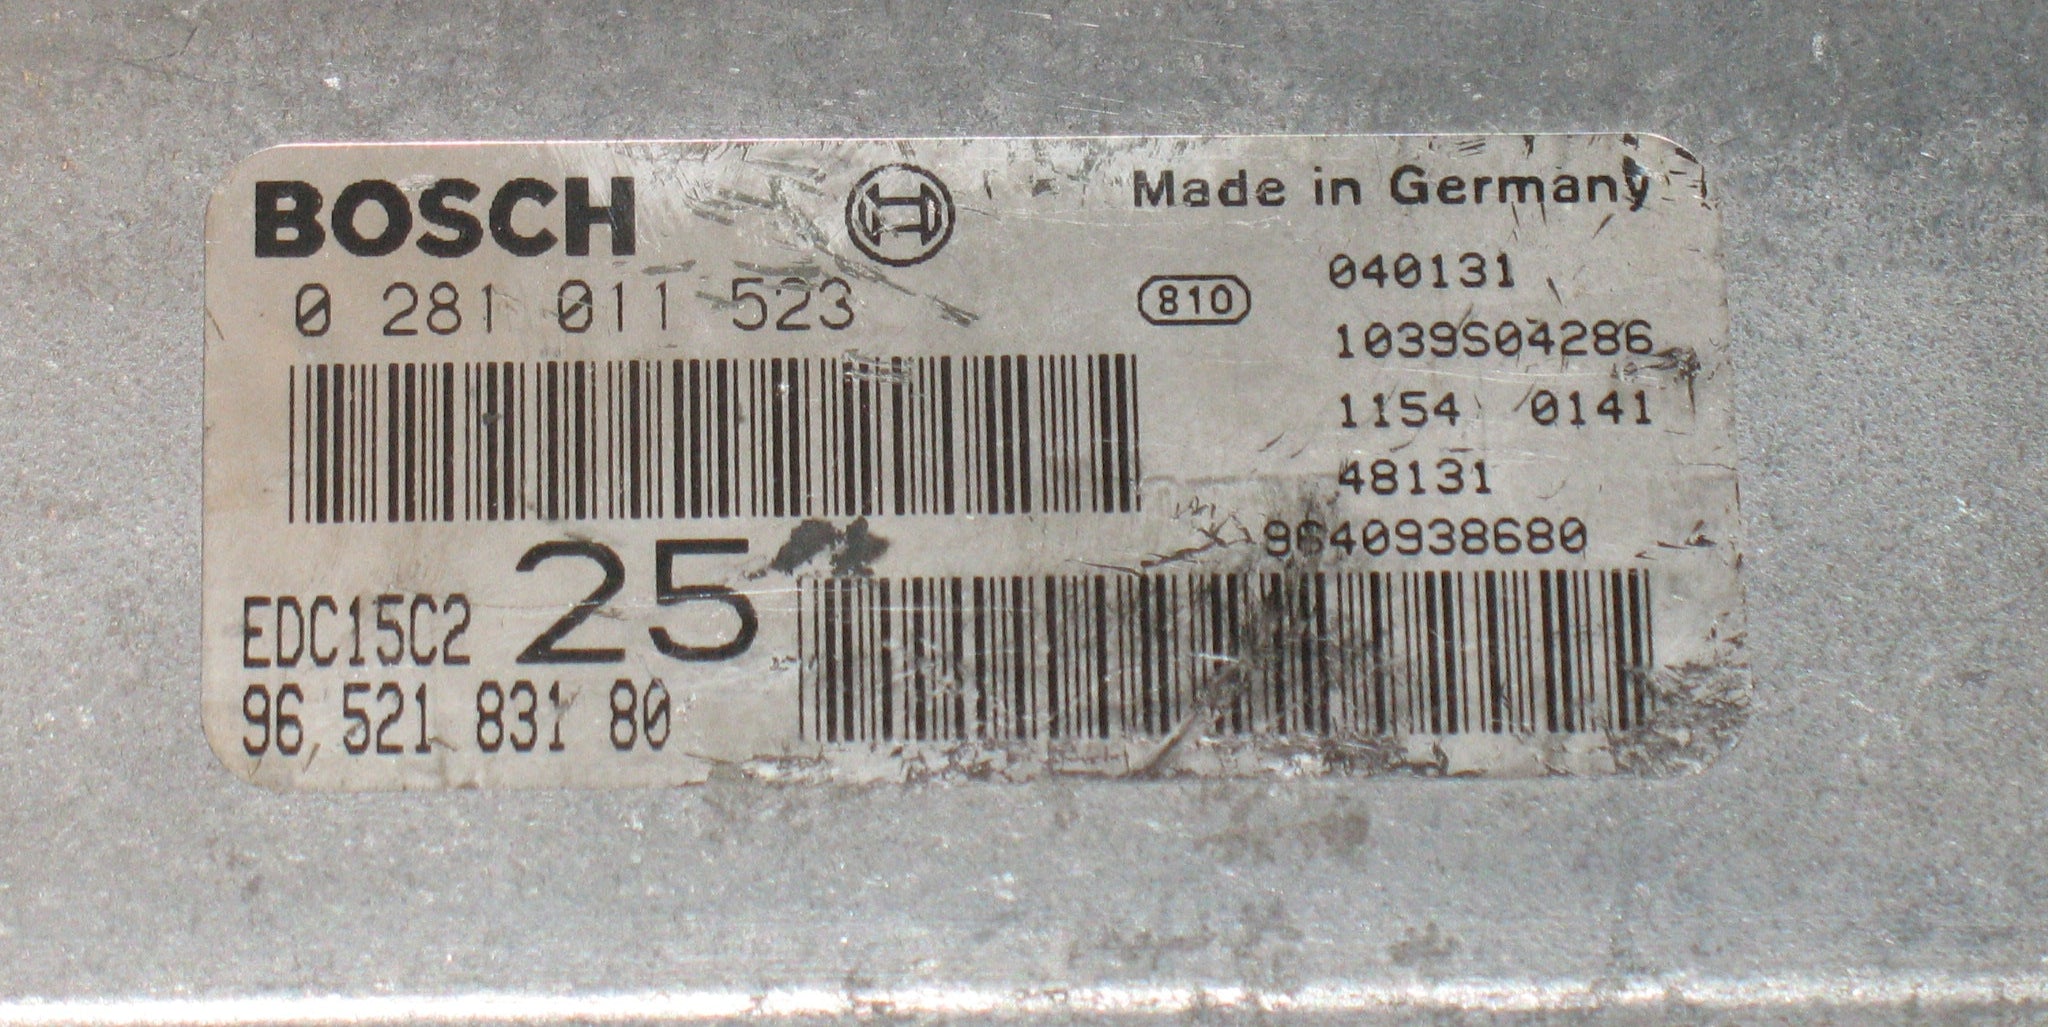 BOSCH
Made in Germany
0 281 011 523
810
040131
1039S04286
1154 0141
48131
9640938680
EDC15C2 25
96 521 831 80